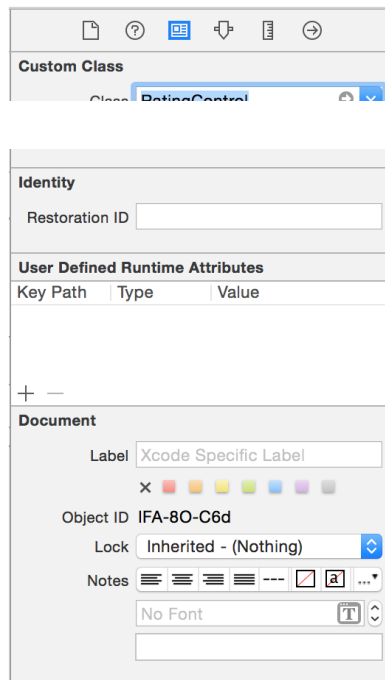 Custom Class
Class RatingControl
Identity
Restoration ID
User Defined Runtime Attributes
Key Path Type Value
Document
Label Xcode Specific Label
Object ID IFA-8O-C6d
Lock Inherited - (Nothing)
Notes
No Font